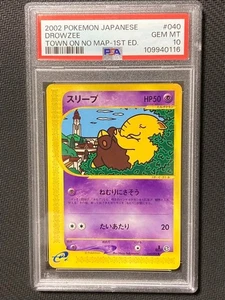 2002 POKEMON JAPANESE #040
DROWZEE GEM MT
TOWN ON NO MAP-1ST ED. 10
PSA 109940116
スリープ HP50
ねむりにさそう
たいあたり 20
e